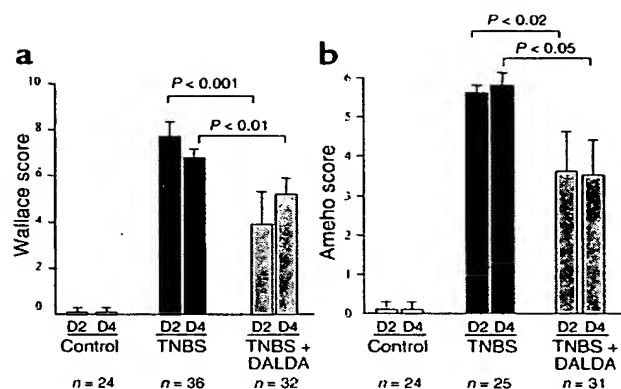 a
P < 0.001
P < 0.01
Wallace score
10
8
6
4
2
0
D2 D4 D2 D4 D2 D4
Control TNBS TNBS +
DALDA
n = 24 n = 36 n = 32
b
P < 0.02
P < 0.05
Ameho score
6
5
4
3
2
1
0
D2 D4 D2 D4 D2 D4
Control TNBS TNBS +
DALDA
n = 24 n = 25 n = 31